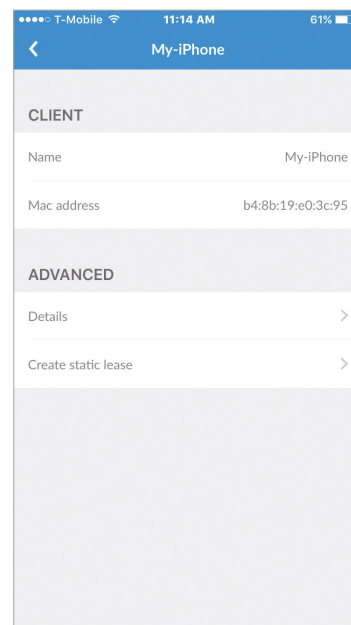 T-Mobile 11:14 AM 61%
My-iPhone
CLIENT
Name My-iPhone
Mac address b4:8b:19:e0:3c:95
ADVANCED
Details
Create static lease